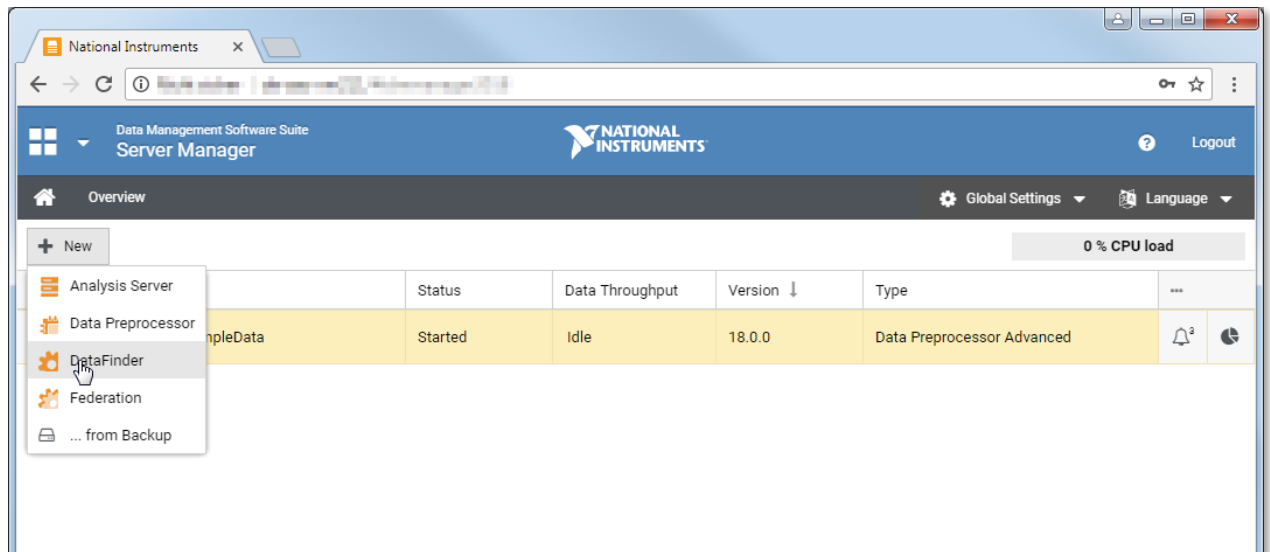 National Instruments
Data Management Software Suite
Server Manager
NATIONAL
INSTRUMENTS
Logout
Overview
Global Settings
Language
New
0 % CPU load
Analysis Server
Status
Data Throughput
Version
Type
Data Preprocessor
mpleData
Started
Idle
18.0.0
Data Preprocessor Advanced
DataFinder
Federation
... from Backup